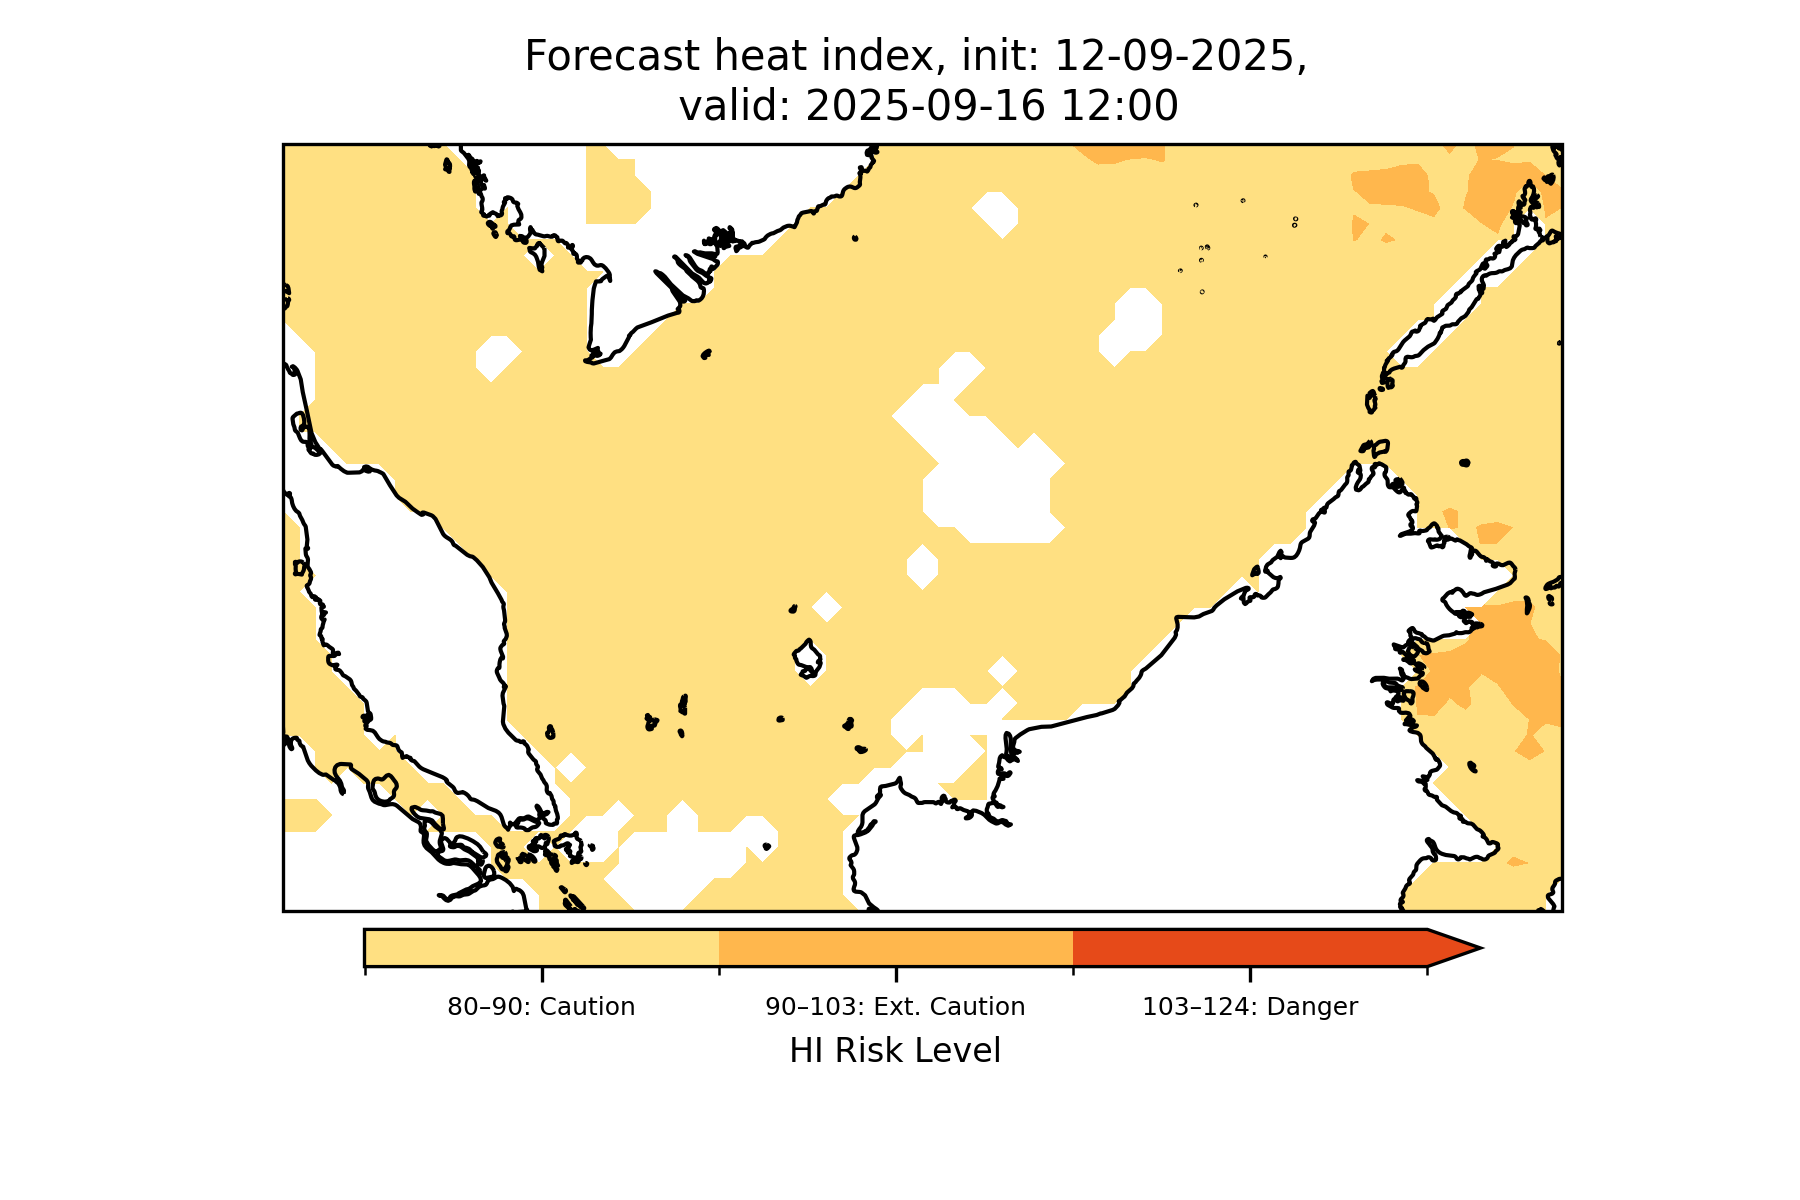 Forecast heat index, init: 12-09-2025,
valid: 2025-09-16 12:00
80–90: Caution
90–103: Ext. Caution
103–124: Danger
HI Risk Level